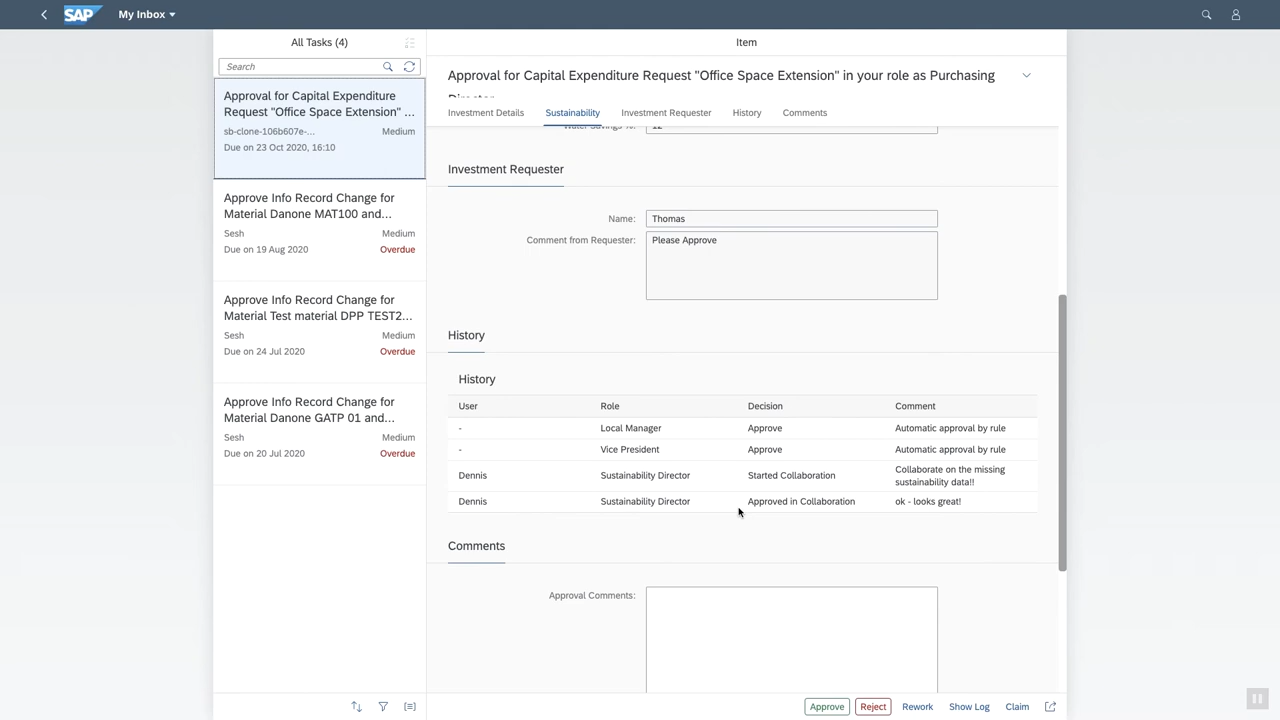 SAP My Inbox
All Tasks (4)
Search
Approval for Capital Expenditure
Request "Office Space Extension" ...
sb-clone-106b607e-... Medium
Due on 23 Oct 2020, 16:10
Approve Info Record Change for
Material Danone MAT100 and...
Sesh Medium
Due on 19 Aug 2020 Overdue
Approve Info Record Change for
Material Test material DPP TEST2...
Sesh Medium
Due on 24 Jul 2020 Overdue
Approve Info Record Change for
Material Danone GATP 01 and...
Sesh Medium
Due on 20 Jul 2020 Overdue
Item
Approval for Capital Expenditure Request "Office Space Extension" in your role as Purchasing
Director
Investment Details Sustainability Investment Requester History Comments
Water Savings %: 12
Investment Requester
Name: Thomas
Comment from Requester: Please Approve
History
History
User Role Decision Comment
- Local Manager Approve Automatic approval by rule
- Vice President Approve Automatic approval by rule
Dennis Sustainability Director Started Collaboration Collaborate on the missing
sustainability data!!
Dennis Sustainability Director Approved in Collaboration ok - looks great!
Comments
Approval Comments:
Approve Reject Rework Show Log Claim